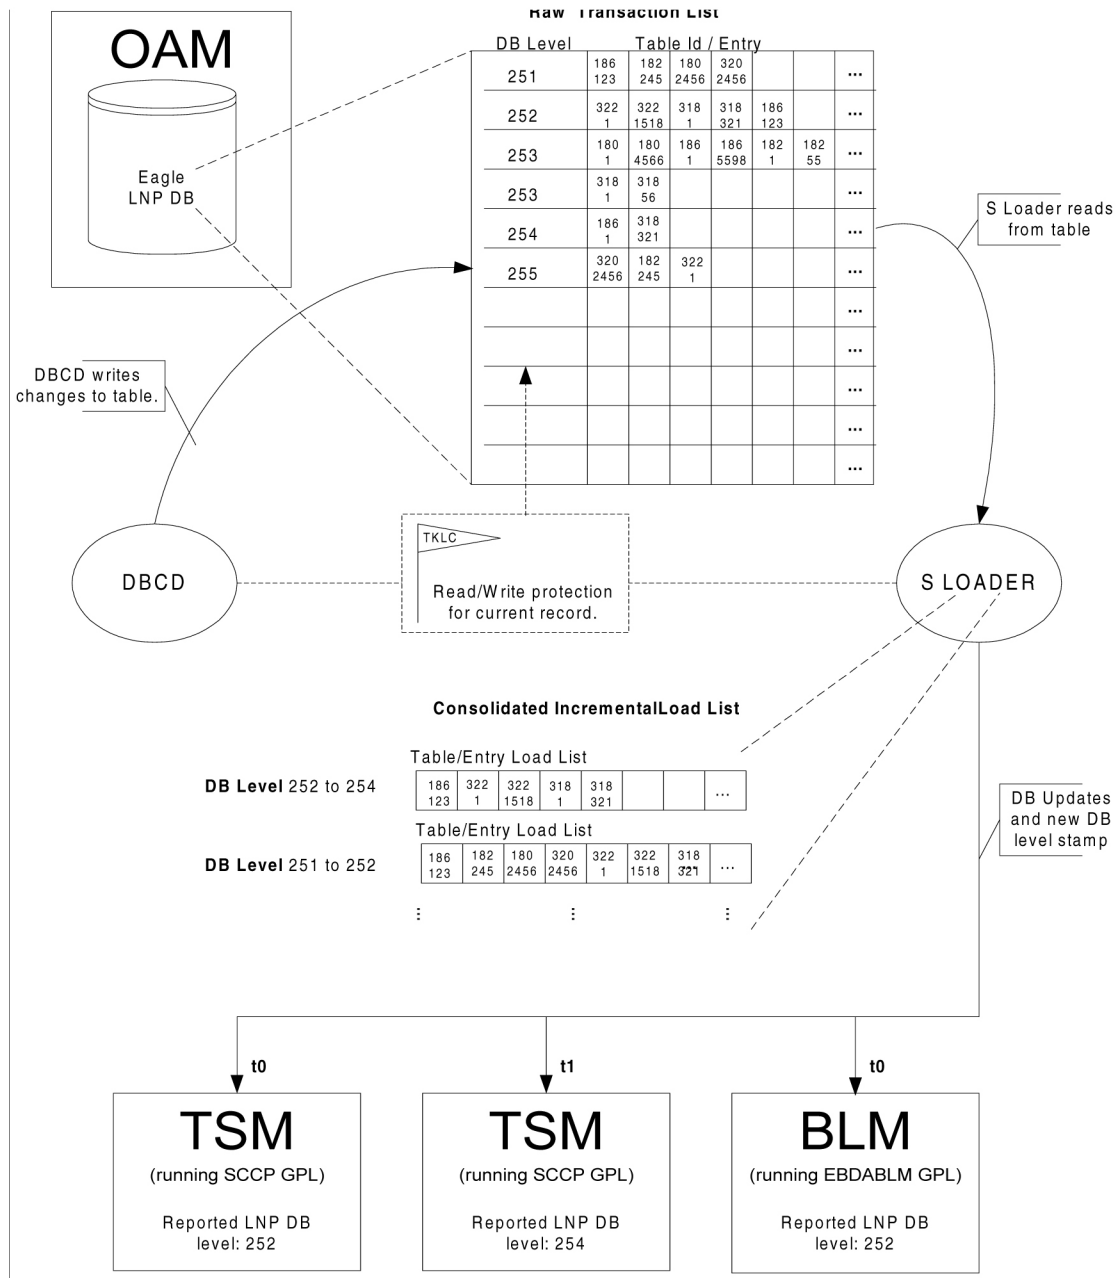 Raw Transaction List
OAM
DB Level Table Id / Entry
251 186 182 180 320 ...
123 245 2456 2456
252 322 322 318 318 186 ...
1 1518 1 321 123
253 180 180 186 186 182 182 ...
1 4566 1 5598 1 55
253 318 318 ...
1 56
254 186 318 ...
1 321
255 320 182 322 ...
2456 245 1
...
...
...
...
...
Eagle
LNP DB
S Loader reads
from table
DBCD writes
changes to table.
DBCD
TKLC
Read/Write protection
for current record.
S LOADER
Consolidated IncrementalLoad List
Table/Entry Load List
DB Level 252 to 254
186 322 322 318 318 ...
123 1 1518 1 321
Table/Entry Load List
DB Level 251 to 252
186 182 180 320 322 322 318 ...
123 245 2456 2456 1 1518 321
DB Updates
and new DB
level stamp
t0 t1 t0
TSM
(running SCCP GPL)
Reported LNP DB
level: 252
TSM
(running SCCP GPL)
Reported LNP DB
level: 254
BLM
(running EBDABLM GPL)
Reported LNP DB
level: 252